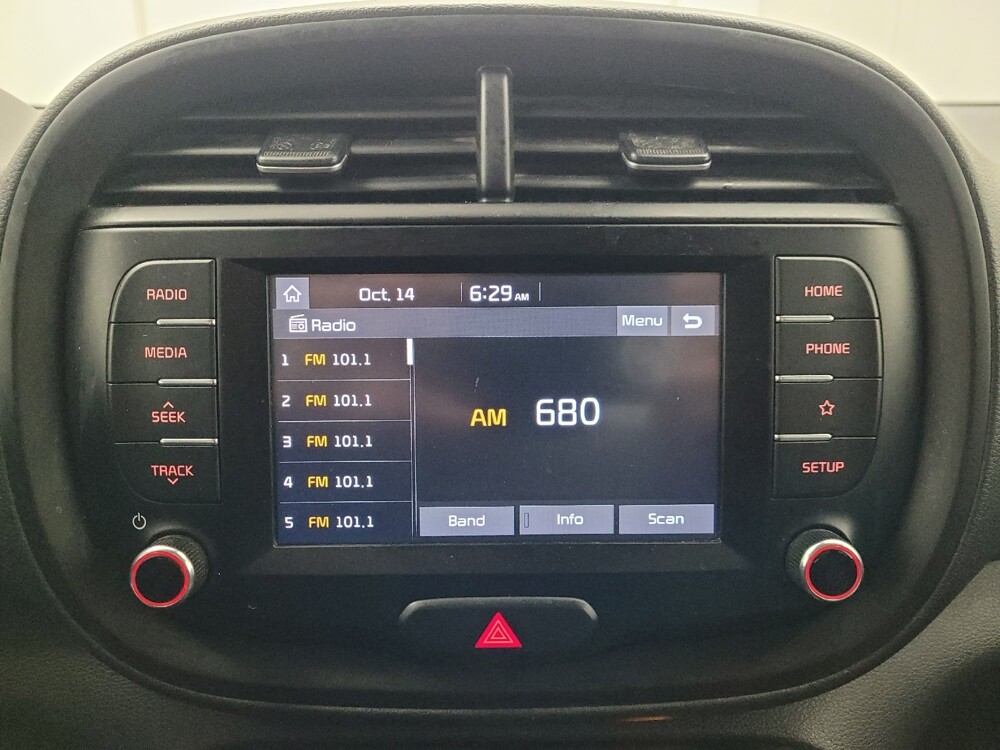 Oct. 14 6:29 AM
Radio Menu
1 FM 101.1
2 FM 101.1
3 FM 101.1
4 FM 101.1
5 FM 101.1
AM 680
Band Info Scan
RADIO
MEDIA
SEEK
TRACK
HOME
PHONE
SETUP